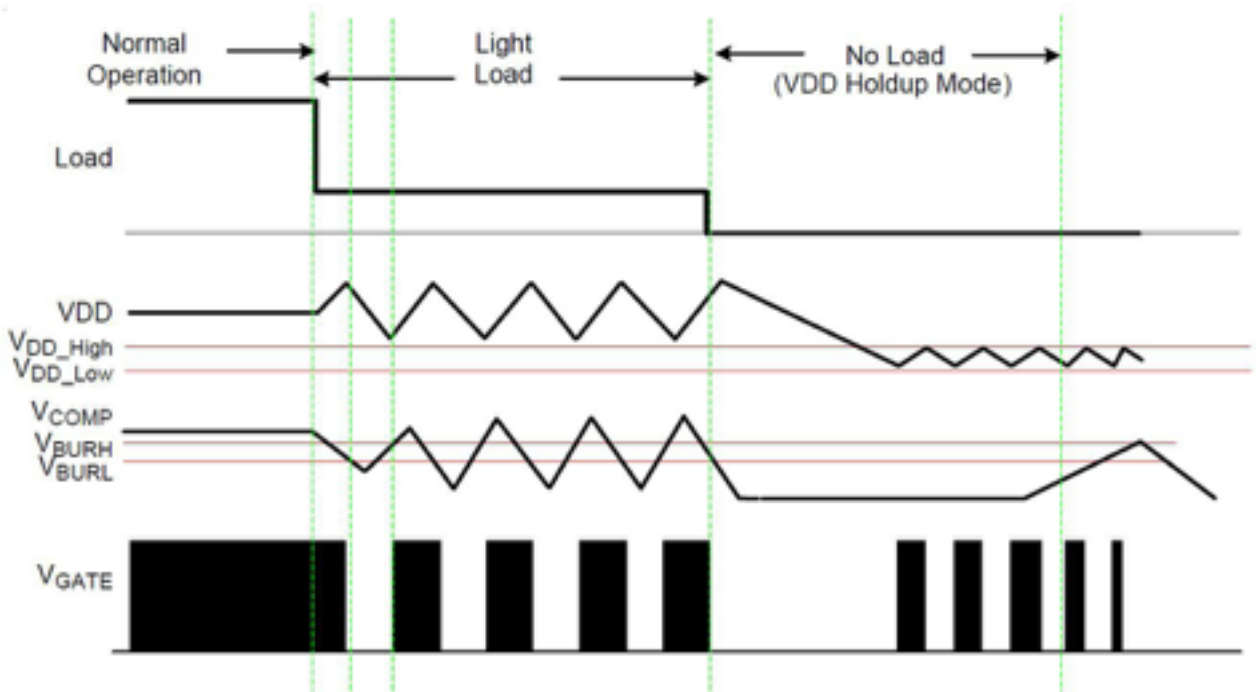 Normal
Operation
Light
Load
No Load
(VDD Holdup Mode)
Load
VDD
VDD_High
VDD_Low
VCOMP
VBURH
VBURL
VGATE